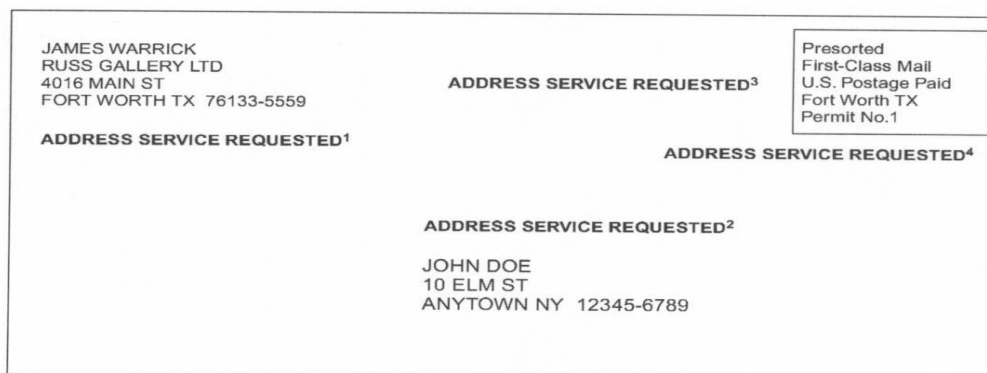 JAMES WARRICK
RUSS GALLERY LTD
4016 MAIN ST
FORT WORTH TX 76133-5559
ADDRESS SERVICE REQUESTED¹
ADDRESS SERVICE REQUESTED³
Presorted
First-Class Mail
U.S. Postage Paid
Fort Worth TX
Permit No.1
ADDRESS SERVICE REQUESTED⁴
ADDRESS SERVICE REQUESTED²
JOHN DOE
10 ELM ST
ANYTOWN NY 12345-6789